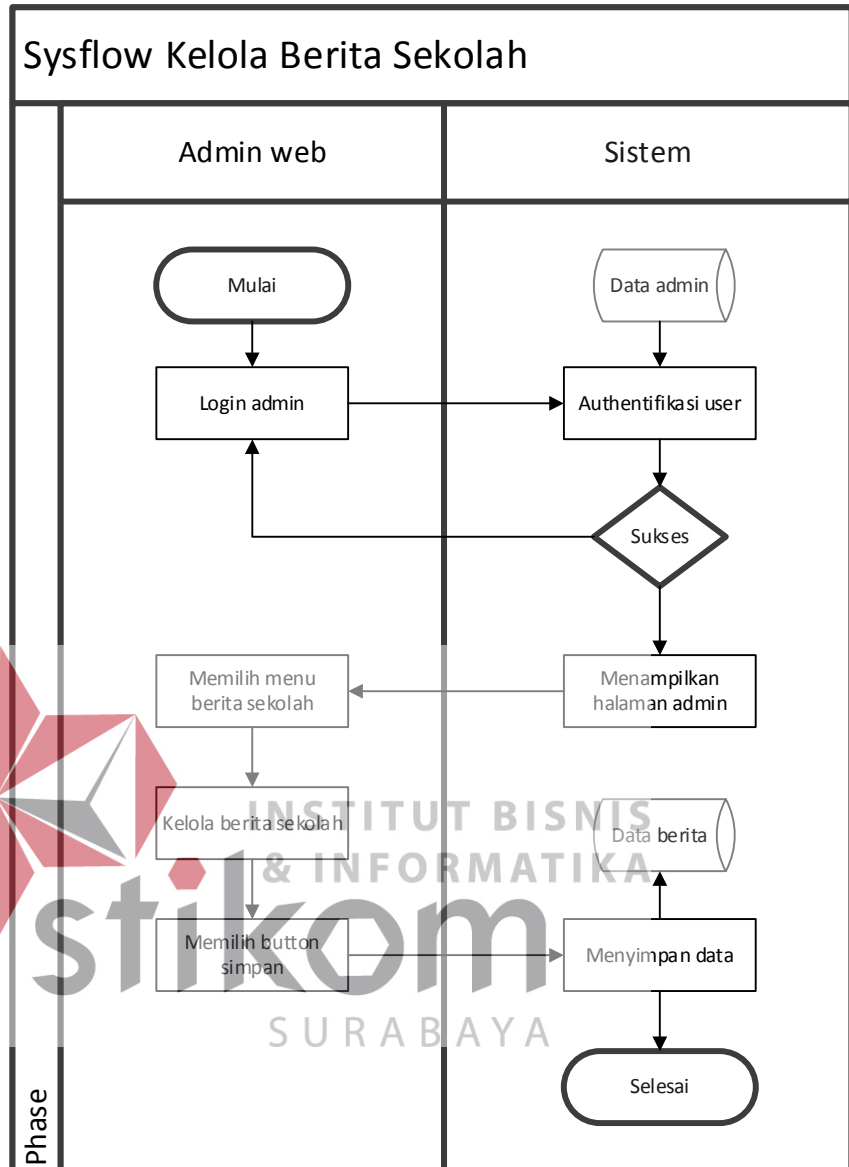 Sysflow Kelola Berita Sekolah
Admin web
Sistem
Mulai
Data admin
Login admin
Authentifikasi user
Sukses
Memilih menu
berita sekolah
Menampilkan
halaman admin
Kelola berita sekolah
Data berita
INSTITUT BISNIS
& INFORMATIKA
stikom
SURABAYA
Memilih button
simpan
Menyimpan data
Selesai
Phase